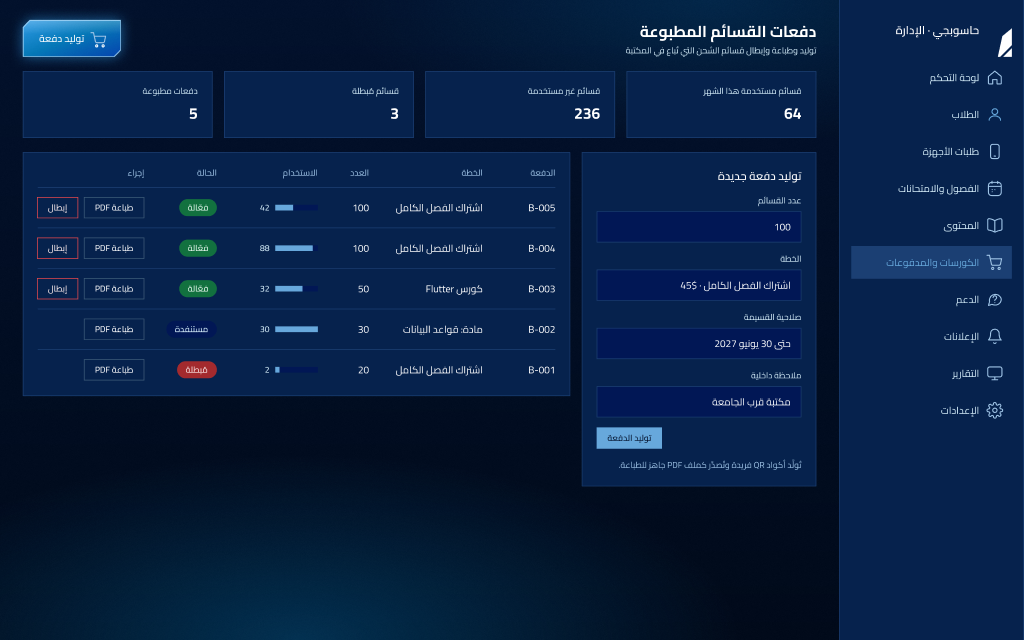 حاسوبجي · الإدارة
لوحة التحكم
الطلاب
طلبات الأجهزة
الفصول والامتحانات
المحتوى
الكورسات والمدفوعات
الدعم
الإعلانات
التقارير
الإعدادات
دفعات القسائم المطبوعة
توليد وطباعة وإبطال قسائم الشحن التي تُباع في المكتبة
توليد دفعة
قسائم مستخدمة هذا الشهر
64
قسائم غير مستخدمة
236
قسائم مُبطلة
3
دفعات مطبوعة
5
توليد دفعة جديدة
عدد القسائم
100
الخطة
اشتراك الفصل الكامل · 45$
صلاحية القسيمة
حتى 30 يونيو 2027
ملاحظة داخلية
مكتبة قرب الجامعة
توليد الدفعة
تُولَّد أكواد QR فريدة وتُصدَّر كملف PDF جاهز للطباعة.
الدفعة الخطة العدد الاستخدام الحالة إجراء
B-005 اشتراك الفصل الكامل 100 42 فعّالة طباعة PDF إبطال
B-004 اشتراك الفصل الكامل 100 88 فعّالة طباعة PDF إبطال
B-003 كورس Flutter 50 32 فعّالة طباعة PDF إبطال
B-002 مادة: قواعد البيانات 30 30 مستنفدة طباعة PDF
B-001 اشتراك الفصل الكامل 20 2 مُبطلة طباعة PDF